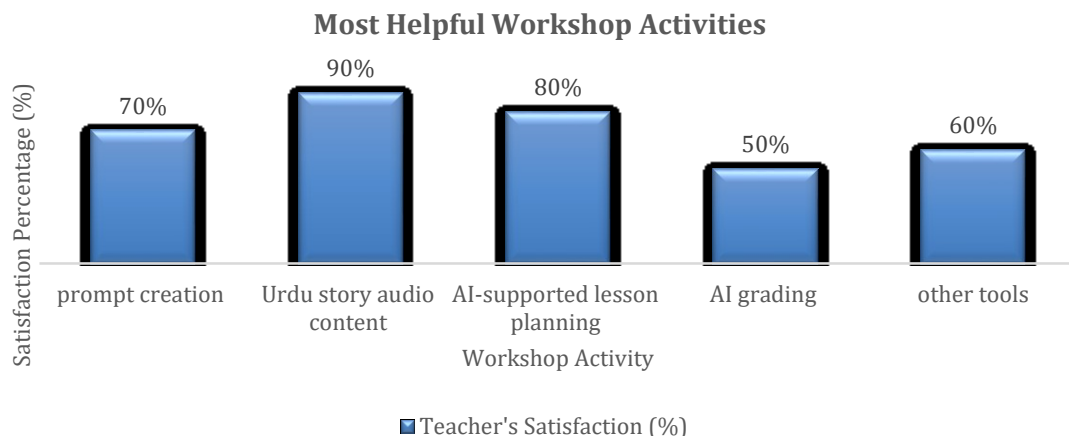 Most Helpful Workshop Activities
Satisfaction Percentage (%)
70%
90%
80%
50%
60%
prompt creation
Urdu story audio
content
AI-supported lesson
planning
AI grading
other tools
Workshop Activity
Teacher's Satisfaction (%)